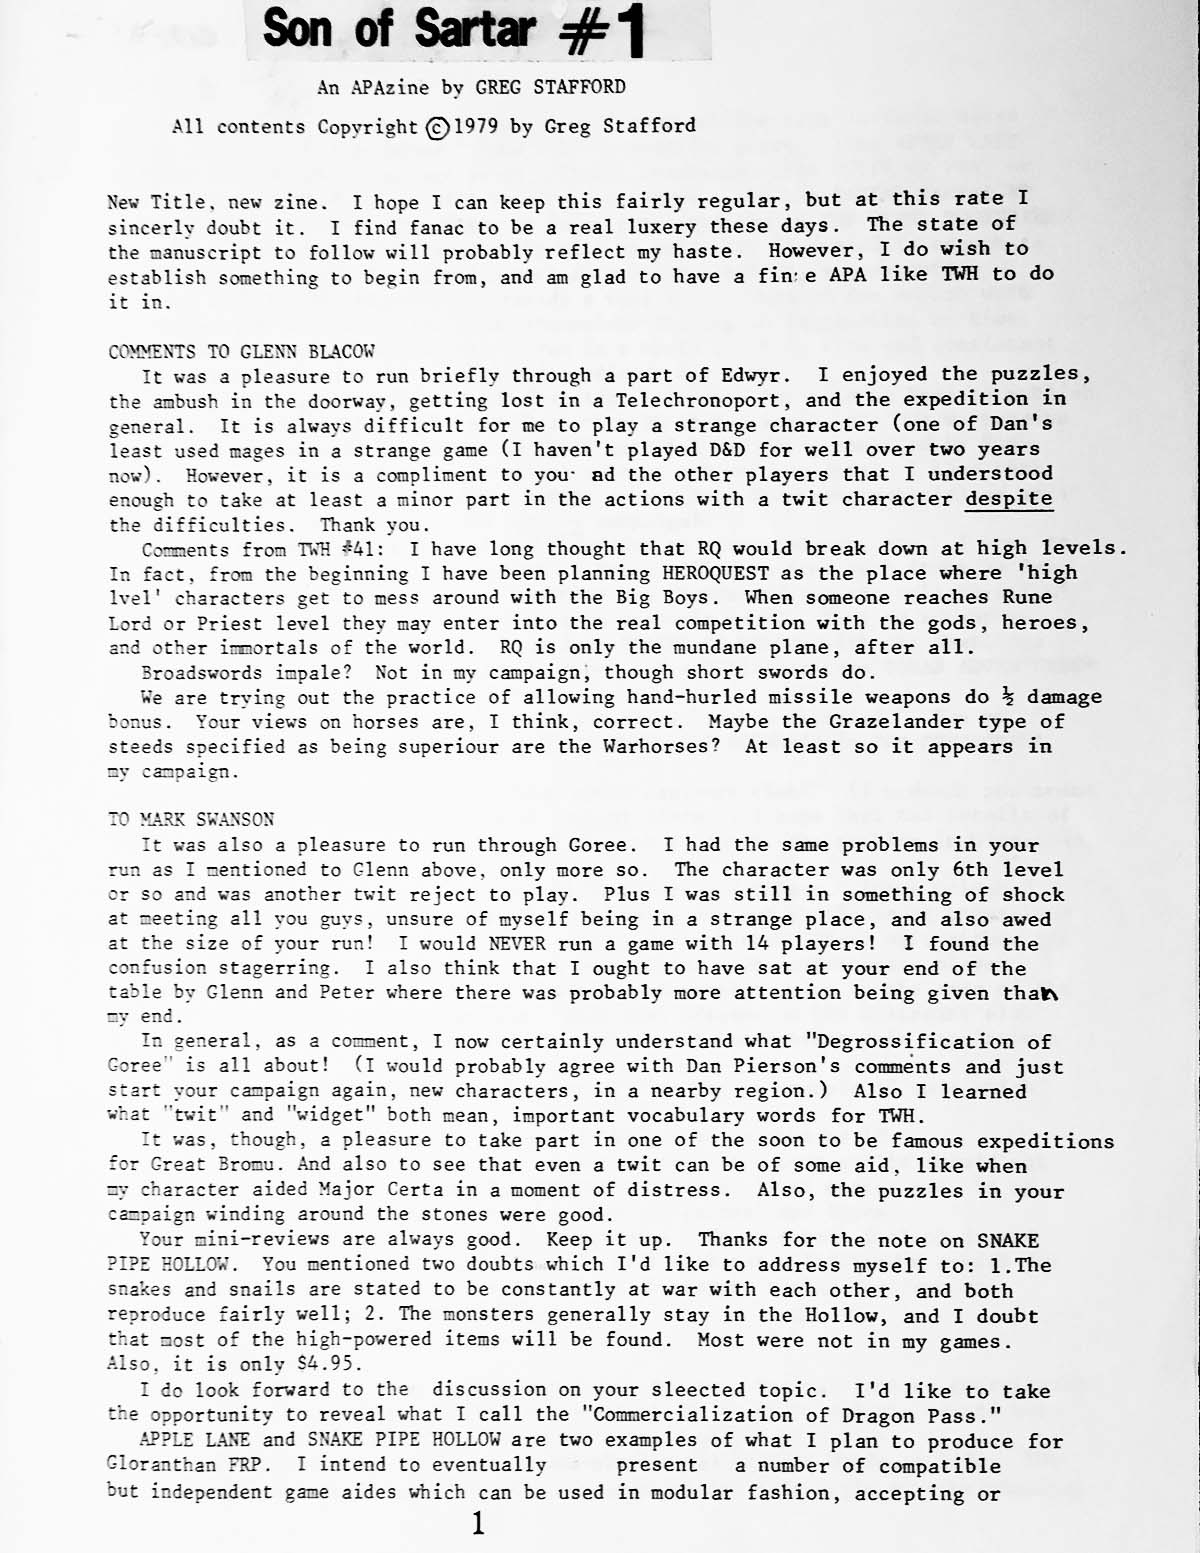 Son of Sartar #1
An APAzine by GREG STAFFORD
All contents Copyright ©1979 by Greg Stafford
New Title, new zine. I hope I can keep this fairly regular, but at this rate I
sincerly doubt it. I find fanac to be a real luxery these days. The state of
the manuscript to follow will probably reflect my haste. However, I do wish to
establish something to begin from, and am glad to have a fin e APA like TWH to do
it in.
COMMENTS TO GLENN BLACOW
It was a pleasure to run briefly through a part of Edwyr. I enjoyed the puzzles,
the ambush in the doorway, getting lost in a Telechronoport, and the expedition in
general. It is always difficult for me to play a strange character (one of Dan's
least used mages in a strange game (I haven't played D&D for well over two years
now). However, it is a compliment to you ad the other players that I understood
enough to take at least a minor part in the actions with a twit character despite
the difficulties. Thank you.
Comments from TWH #41: I have long thought that RQ would break down at high levels.
In fact, from the beginning I have been planning HEROQUEST as the place where 'high
lvel' characters get to mess around with the Big Boys. When someone reaches Rune
Lord or Priest level they may enter into the real competition with the gods, heroes,
and other immortals of the world. RQ is only the mundane plane, after all.
Broadswords impale? Not in my campaign, though short swords do.
We are trying out the practice of allowing hand-hurled missile weapons do ½ damage
bonus. Your views on horses are, I think, correct. Maybe the Grazelander type of
steeds specified as being superiour are the Warhorses? At least so it appears in
my campaign.
TO MARK SWANSON
It was also a pleasure to run through Goree. I had the same problems in your
run as I mentioned to Glenn above, only more so. The character was only 6th level
or so and was another twit reject to play. Plus I was still in something of shock
at meeting all you guys, unsure of myself being in a strange place, and also awed
at the size of your run! I would NEVER run a game with 14 players! I found the
confusion stagerring. I also think that I ought to have sat at your end of the
table by Glenn and Peter where there was probably more attention being given than
my end.
In general, as a comment, I now certainly understand what "Degrossification of
Goree" is all about! (I would probably agree with Dan Pierson's comments and just
start your campaign again, new characters, in a nearby region.) Also I learned
what "twit" and "widget" both mean, important vocabulary words for TWH.
It was, though, a pleasure to take part in one of the soon to be famous expeditions
for Great Bromu. And also to see that even a twit can be of some aid, like when
my character aided Major Certa in a moment of distress. Also, the puzzles in your
campaign winding around the stones were good.
Your mini-reviews are always good. Keep it up. Thanks for the note on SNAKE
PIPE HOLLOW. You mentioned two doubts which I'd like to address myself to: 1.The
snakes and snails are stated to be constantly at war with each other, and both
reproduce fairly well; 2. The monsters generally stay in the Hollow, and I doubt
that most of the high-powered items will be found. Most were not in my games.
Also, it is only $4.95.
I do look forward to the discussion on your sleected topic. I'd like to take
the opportunity to reveal what I call the "Commercialization of Dragon Pass."
APPLE LANE and SNAKE PIPE HOLLOW are two examples of what I plan to produce for
Gloranthan FRP. I intend to eventually present a number of compatible
but independent game aides which can be used in modular fashion, accepting or
1